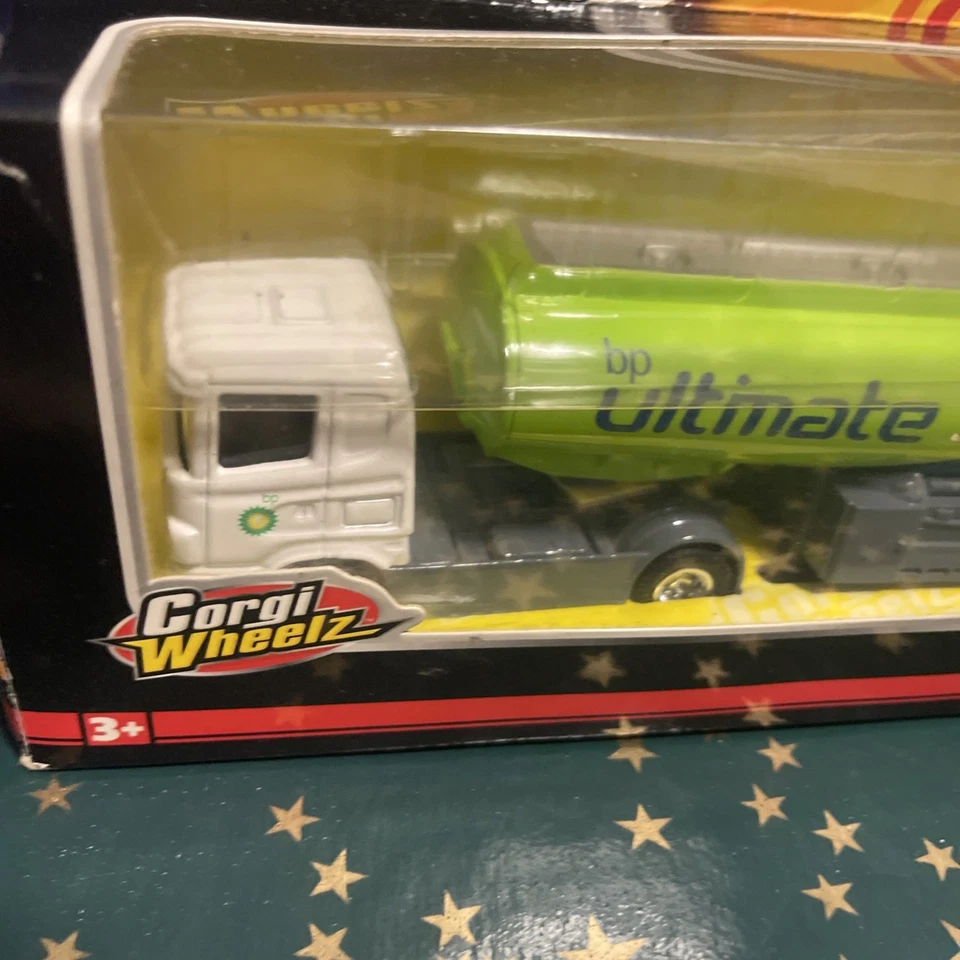 bp
ultimate
bp
Corgi
Wheelz
3+